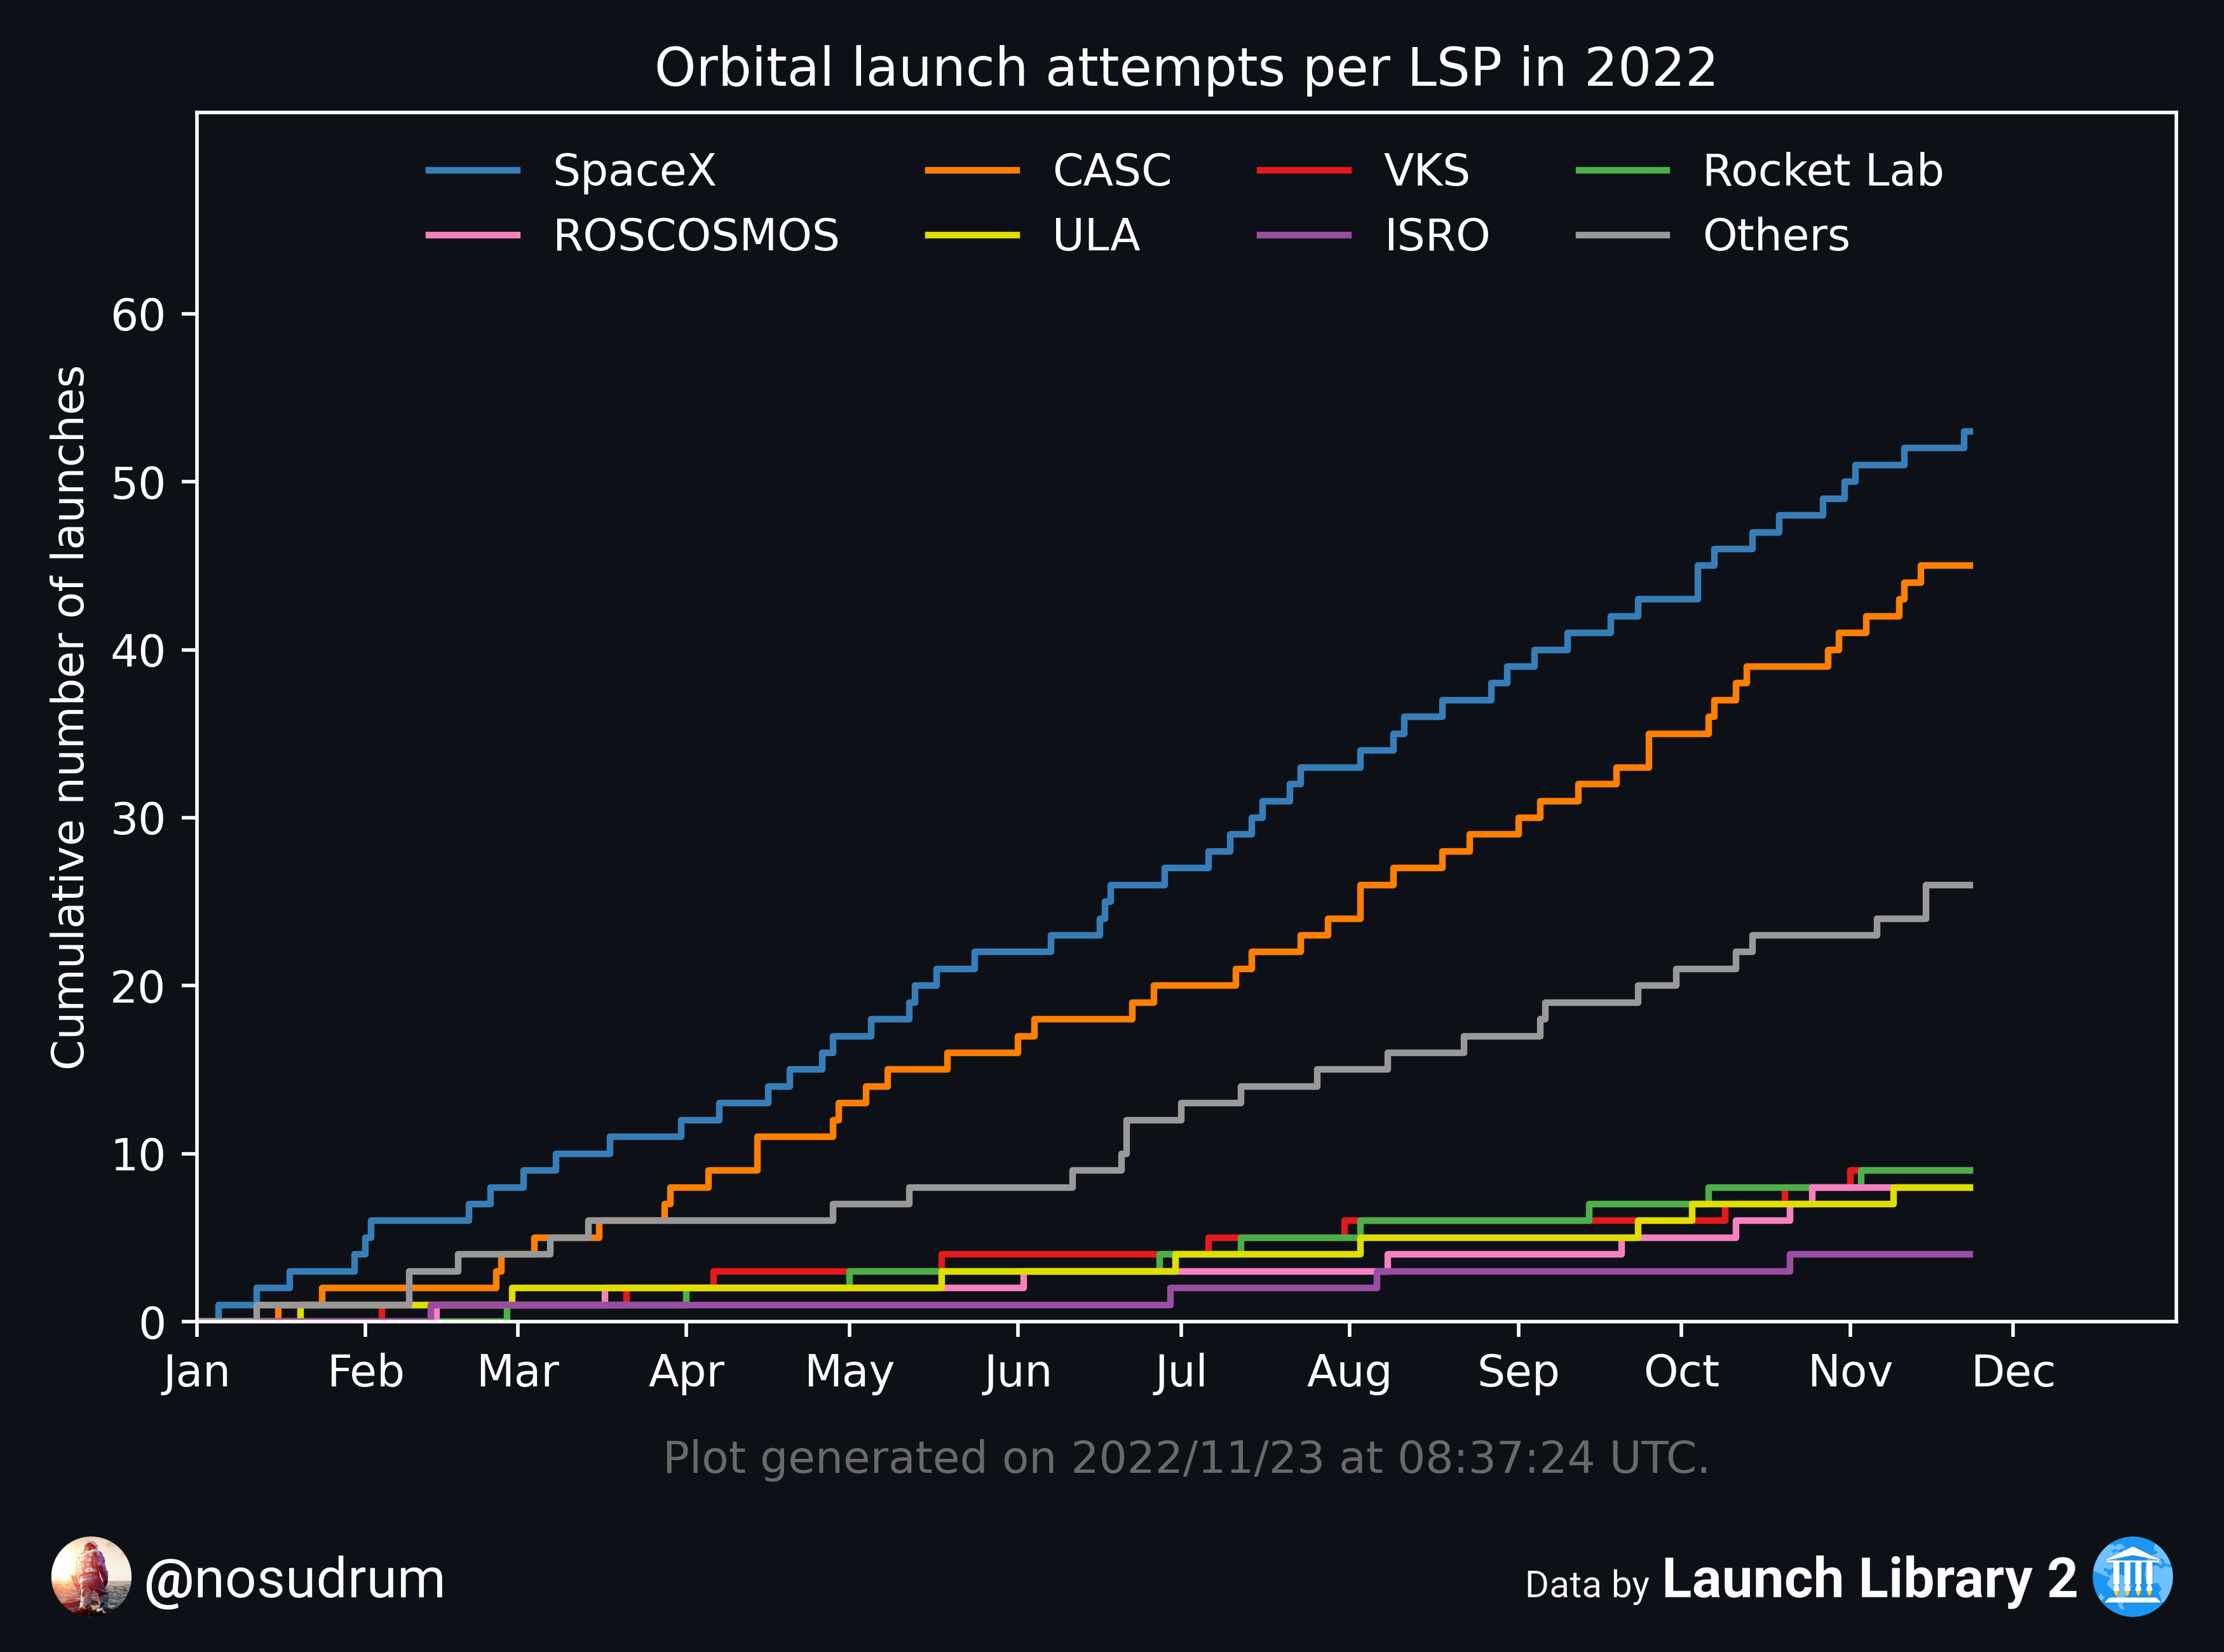 Orbital launch attempts per LSP in 2022
SpaceX CASC VKS Rocket Lab
ROSCOSMOS ULA ISRO Others
Cumulative number of launches
60
50
40
30
20
10
0
Jan Feb Mar Apr May Jun Jul Aug Sep Oct Nov Dec
Plot generated on 2022/11/23 at 08:37:24 UTC.
@nosudrum Data by Launch Library 2